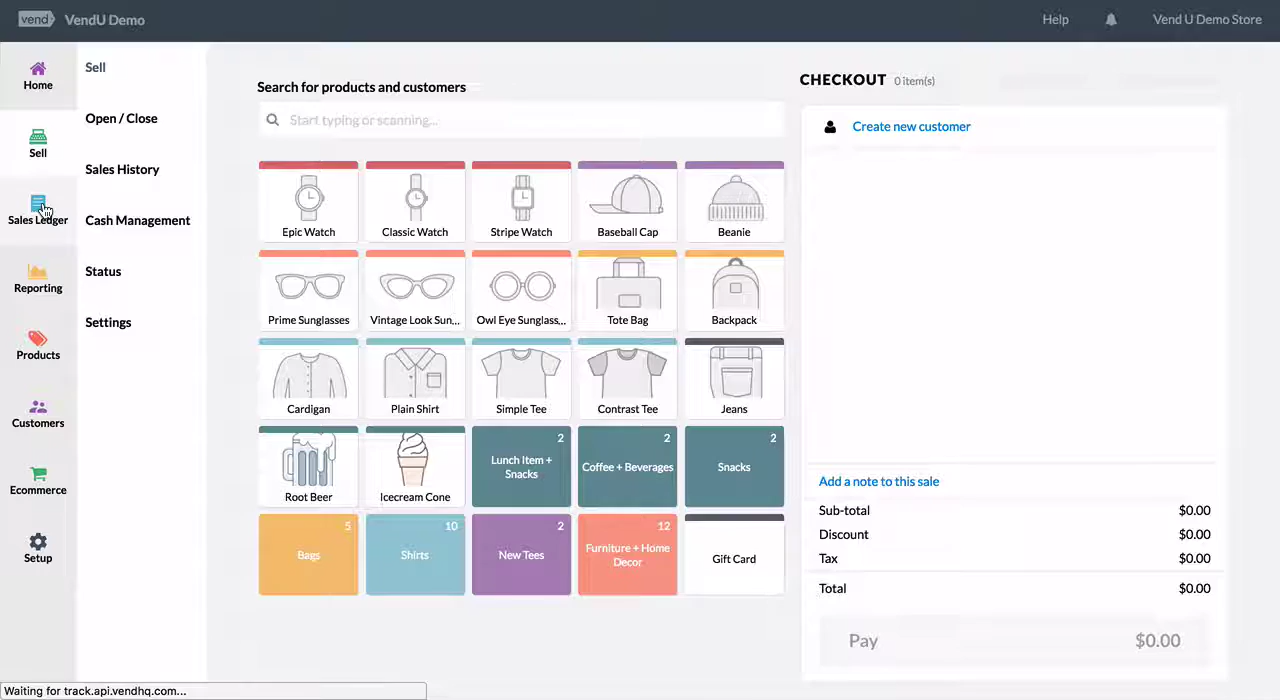 vend VendU Demo
Help
Vend U Demo Store
Home
Sell
Sales Ledger
Reporting
Products
Customers
Ecommerce
Setup
Sell
Open / Close
Sales History
Cash Management
Status
Settings
Search for products and customers
Start typing or scanning...
Epic Watch
Classic Watch
Stripe Watch
Baseball Cap
Beanie
Prime Sunglasses
Vintage Look Sun...
Owl Eye Sunglass...
Tote Bag
Backpack
Cardigan
Plain Shirt
Simple Tee
Contrast Tee
Jeans
Root Beer
Icecream Cone
2
Lunch Item +
Snacks
2
Coffee + Beverages
2
Snacks
5
Bags
10
Shirts
2
New Tees
12
Furniture + Home
Decor
Gift Card
CHECKOUT 0 item(s)
Create new customer
Add a note to this sale
Sub-total $0.00
Discount $0.00
Tax $0.00
Total $0.00
Pay $0.00
Waiting for track.api.vendhq.com...